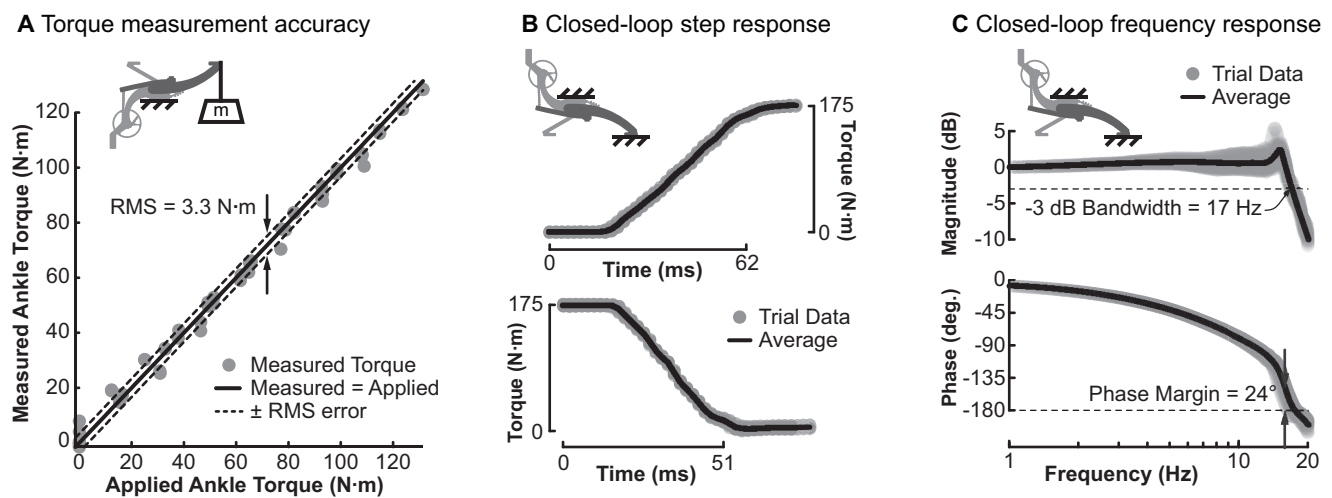 A Torque measurement accuracy
m
RMS = 3.3 N·m
Measured Ankle Torque (N·m)
120
100
80
60
40
20
0
Measured Torque
Measured = Applied
± RMS error
0 20 40 60 80 100 120
Applied Ankle Torque (N·m)
B Closed-loop step response
175
0
Torque (N·m)
0 62
Time (ms)
175
0
Torque (N·m)
Trial Data
Average
0 51
Time (ms)
C Closed-loop frequency response
Trial Data
Average
Magnitude (dB)
5
0
-5
-10
-3 dB Bandwidth = 17 Hz
Phase (deg.)
0
-45
-90
-135
-180
Phase Margin = 24°
1 10 20
Frequency (Hz)